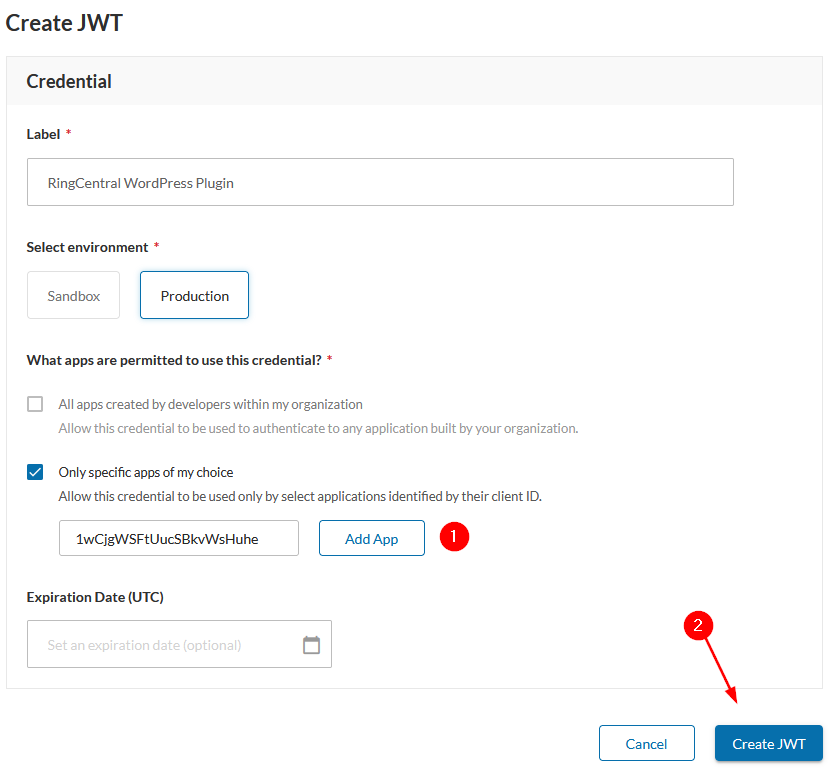 Create JWT
Credential
Label *
RingCentral WordPress Plugin
Select environment *
Sandbox Production
What apps are permitted to use this credential? *
All apps created by developers within my organization
Allow this credential to be used to authenticate to any application built by your organization.
Only specific apps of my choice
Allow this credential to be used only by select applications identified by their client ID.
1wCjgWSFtUucSBkvWsHuhe Add App 1
Expiration Date (UTC)
2
Set an expiration date (optional)
Cancel Create JWT